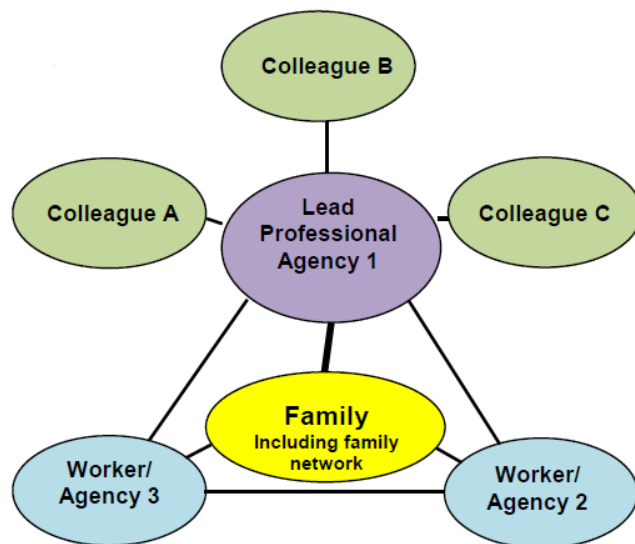 Colleague B
Colleague A
Lead
Professional
Agency 1
Colleague C
Family
Including family
network
Worker/
Agency 3
Worker/
Agency 2